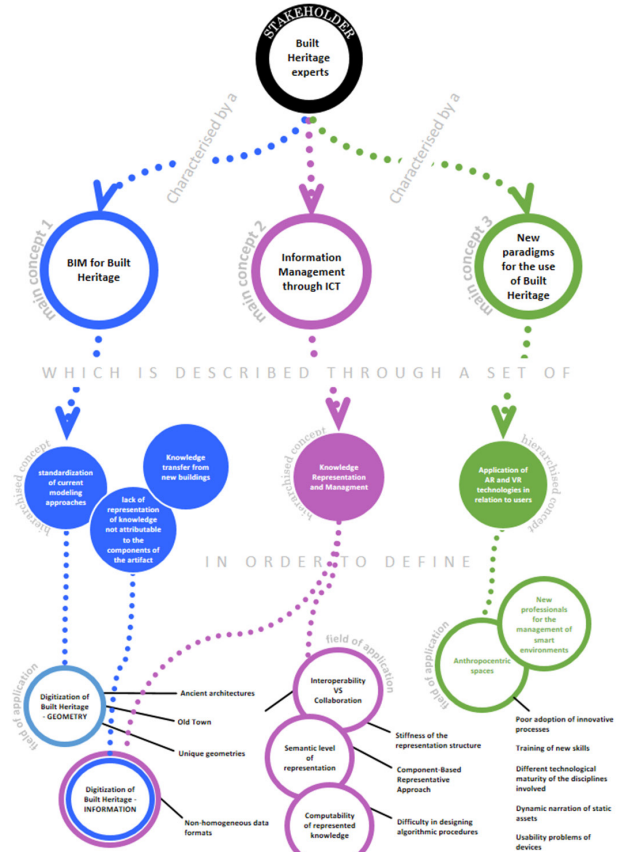 STAKEHOLDER
Built
Heritage
experts
Characterised by a
Characterised by a
main concept 1
BIM for Built
Heritage
main concept 2
Information
Management
through ICT
main concept 3
New
paradigms
for the use
of Built
Heritage
WHICH IS DESCRIBED THROUGH A SET OF
hierarchised concept
standardization
of current
modeling
approaches
Knowledge
transfer from
new buildings
lack of
representation
of knowledge
not attributable
to the
components of
the artifact
hierarchised concept
Knowledge
Representation
and Managment
hierarchised concept
Application of
AR and VR
technologies in
relation to users
IN ORDER TO DEFINE
field of application
Digitization of
Built Heritage
- GEOMETRY
Ancient architectures
Old Town
Unique geometries
Digitization of
Built Heritage -
INFORMATION
Non-homogeneous data
formats
field of application
Interoperability
VS
Collaboration
Stiffness of the
representation structure
Semantic level
of
representation
Component-Based
Representative
Approach
Computability
of represented
knowledge
Difficulty in designing
algorithmic procedures
field of application
New
professionals
for the
management of
smart
environments
Anthropocentric
spaces
Poor adoption of innovative
processes
Training of new skills
Different technological
maturity of the disciplines
involved
Dynamic narration of static
assets
Usability problems of
devices